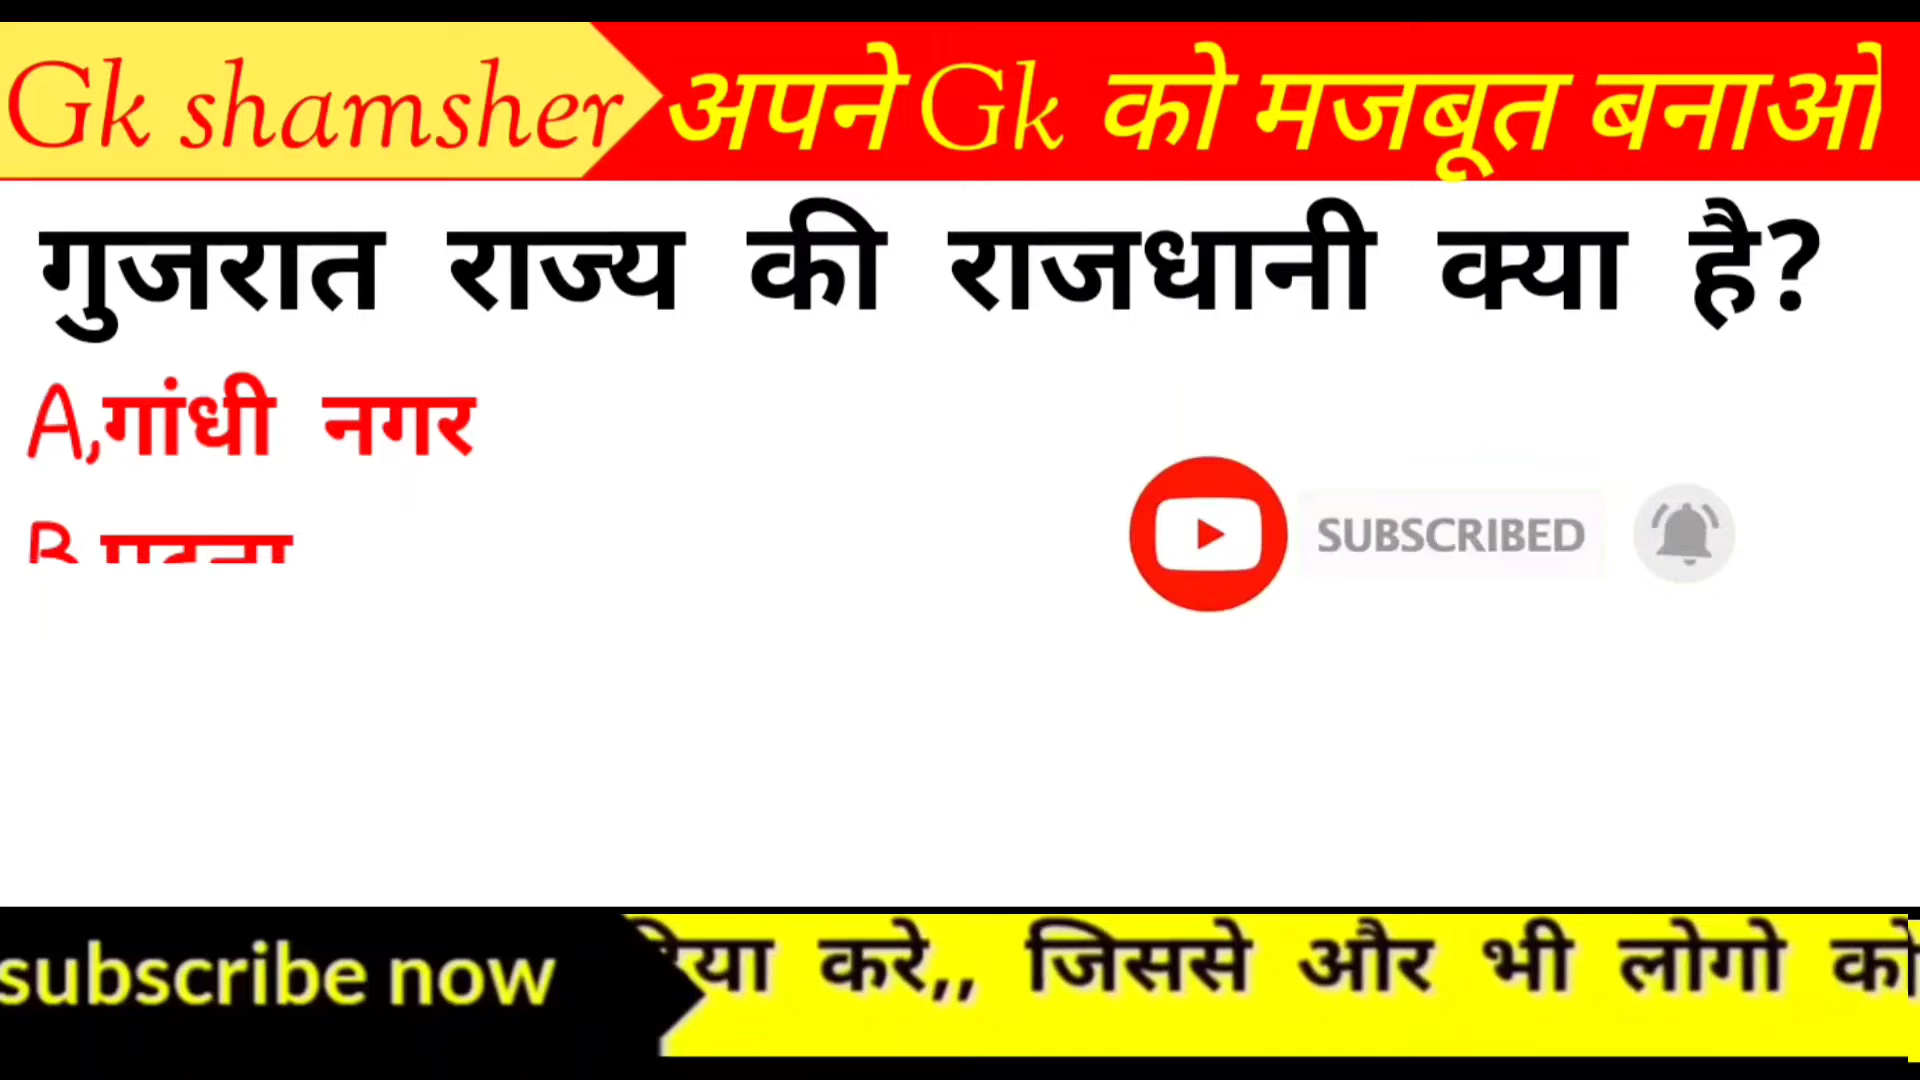 Gk shamsher अपने Gk को मजबूत बनाओ
गुजरात राज्य की राजधानी क्या है?
A,गांधी नगर
B
SUBSCRIBED
subscribe now करे,, जिससे और भी लोगो को